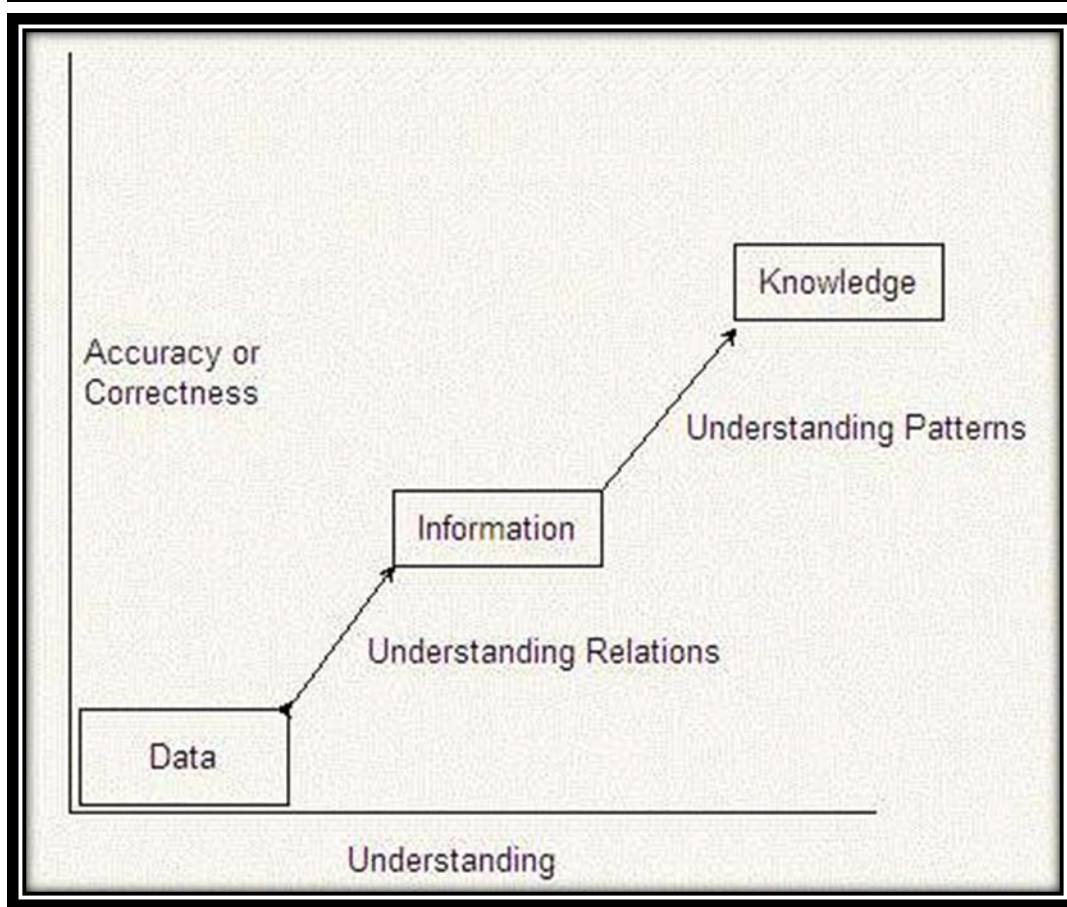 Knowledge
Accuracy or
Correctness
Understanding Patterns
Information
Understanding Relations
Data
Understanding